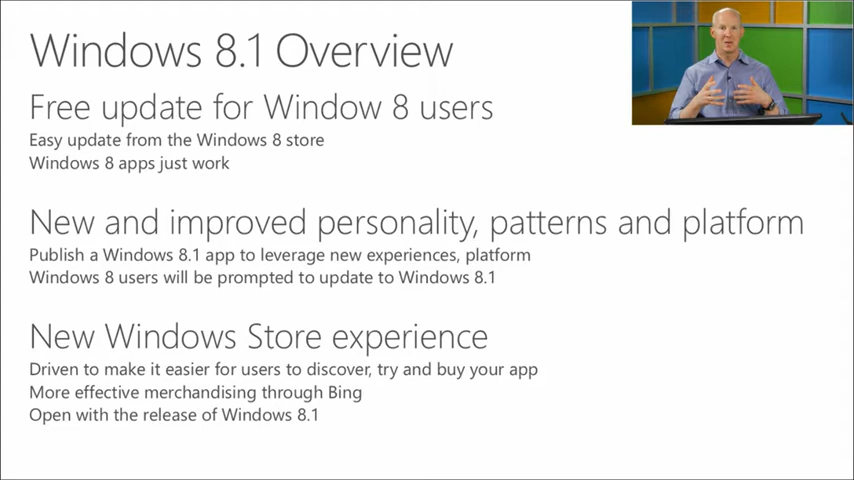 Windows 8.1 Overview
Free update for Window 8 users
Easy update from the Windows 8 store
Windows 8 apps just work
New and improved personality, patterns and platform
Publish a Windows 8.1 app to leverage new experiences, platform
Windows 8 users will be prompted to update to Windows 8.1
New Windows Store experience
Driven to make it easier for users to discover, try and buy your app
More effective merchandising through Bing
Open with the release of Windows 8.1